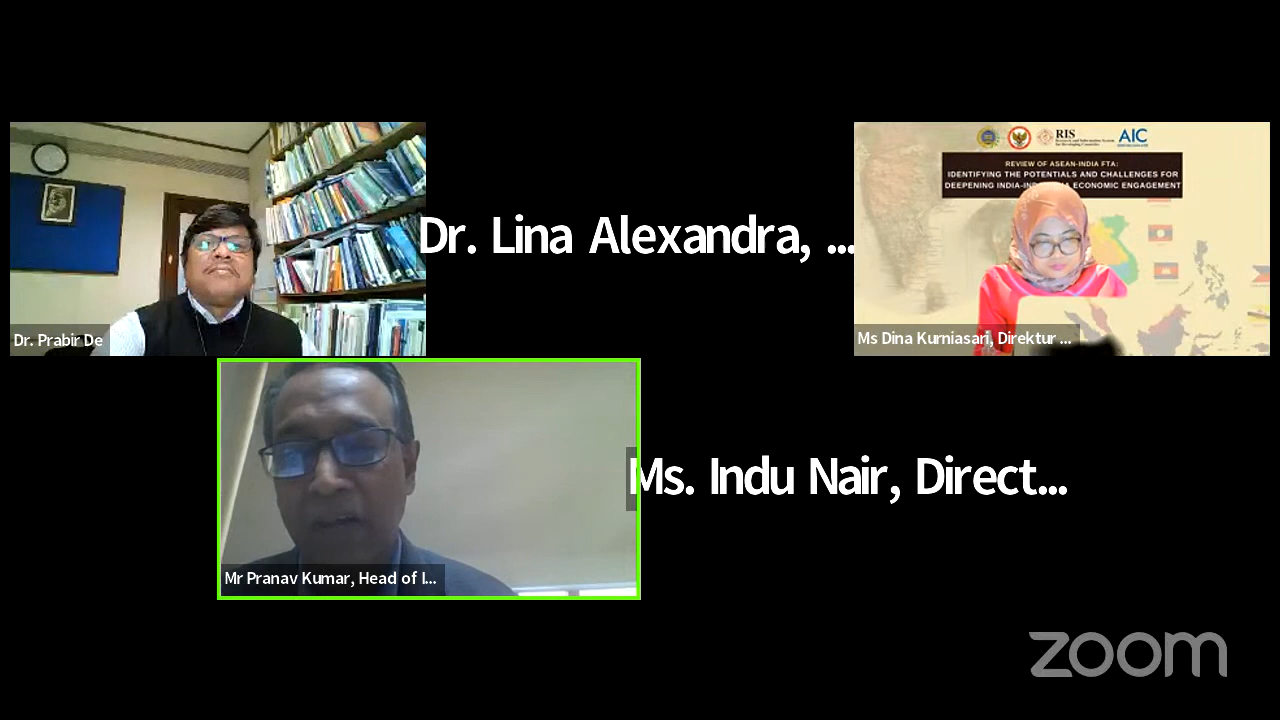 RIS
AIC
REVIEW OF ASEAN-INDIA FTA:
IDENTIFYING THE POTENTIALS AND CHALLENGES FOR
DEEPENING INDIA-IND ECONOMIC ENGAGEMENT
Dr. Lina Alexandra, ...
Dr. Prabir De
Ms Dina Kurniasari, Direktur ...
Ms. Indu Nair, Direct...
Mr Pranav Kumar, Head of I...
zoom